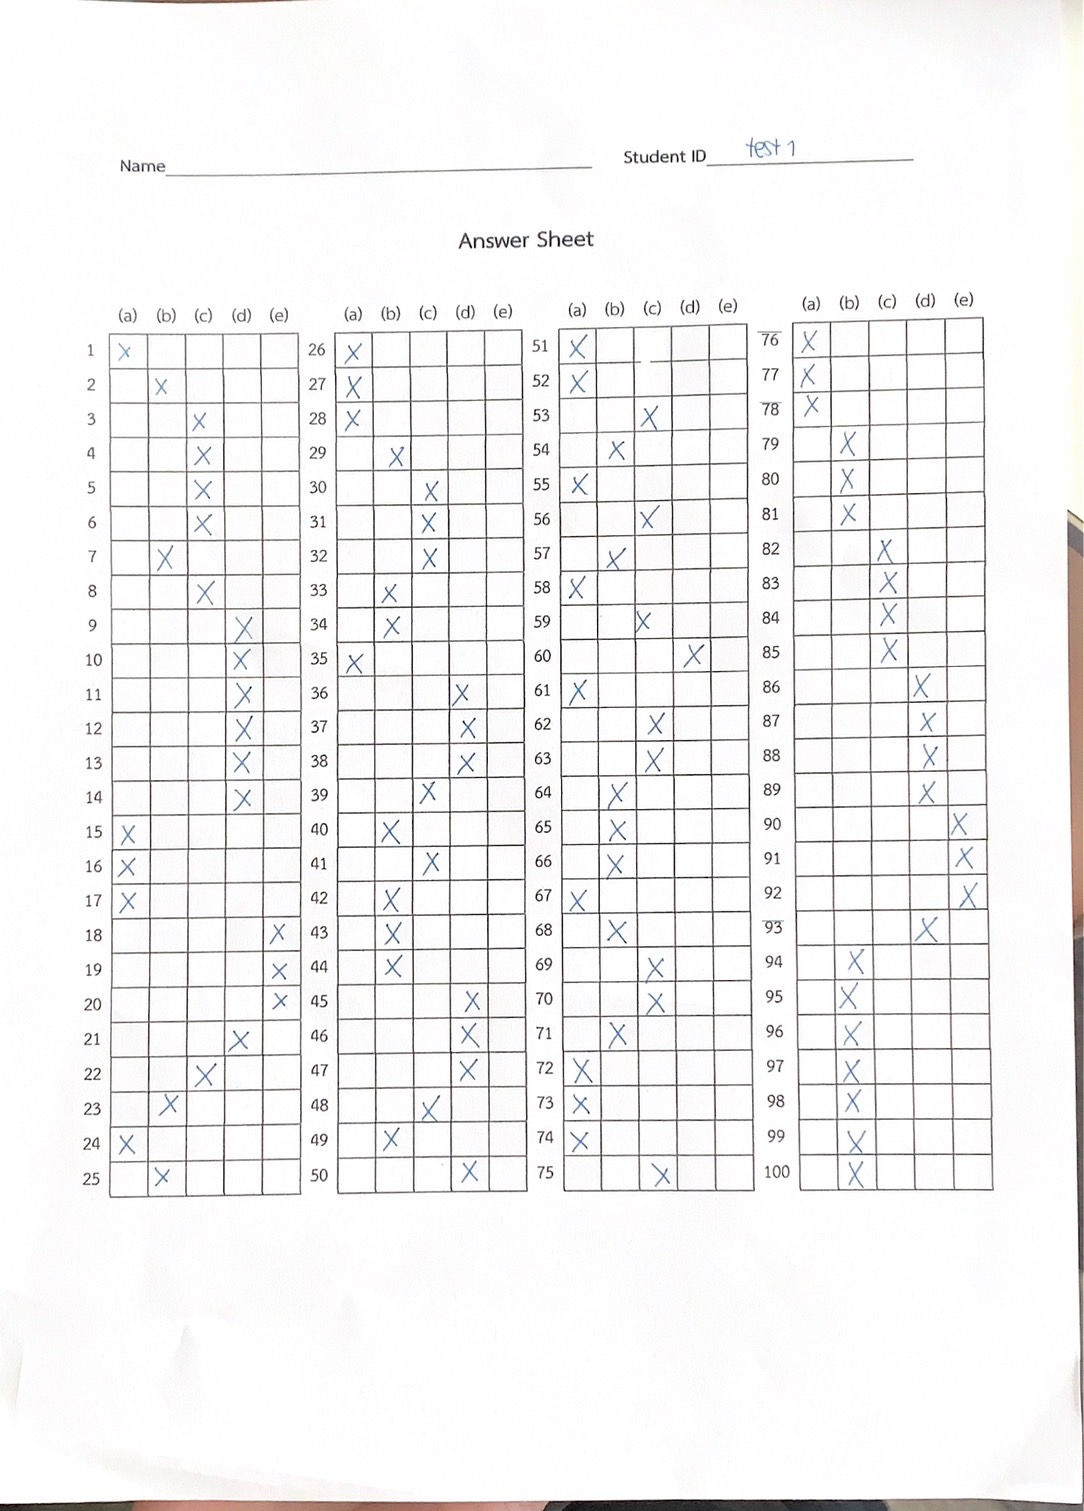 Name Student ID test 1
Answer Sheet
(a) (b) (c) (d) (e) (a) (b) (c) (d) (e) (a) (b) (c) (d) (e) (a) (b) (c) (d) (e)
1 X 26 X 51 X 76 X
2 X 27 X 52 X 77 X
3 X 28 X 53 X 78 X
4 X 29 X 54 X 79 X
5 X 30 X 55 X 80 X
6 X 31 X 56 X 81 X
7 X 32 X 57 X 82 X
8 X 33 X 58 X 83 X
9 X 34 X 59 X 84 X
10 X 35 X 60 X 85 X
11 X 36 X 61 X 86 X
12 X 37 X 62 X 87 X
13 X 38 X 63 X 88 X
14 X 39 X 64 X 89 X
15 X 40 X 65 X 90 X
16 X 41 X 66 X 91 X
17 X 42 X 67 X 92 X
18 X 43 X 68 X 93 X
19 X 44 X 69 X 94 X
20 X 45 X 70 X 95 X
21 X 46 X 71 X 96 X
22 X 47 X 72 X 97 X
23 X 48 X 73 X 98 X
24 X 49 X 74 X 99 X
25 X 50 X 75 X 100 X